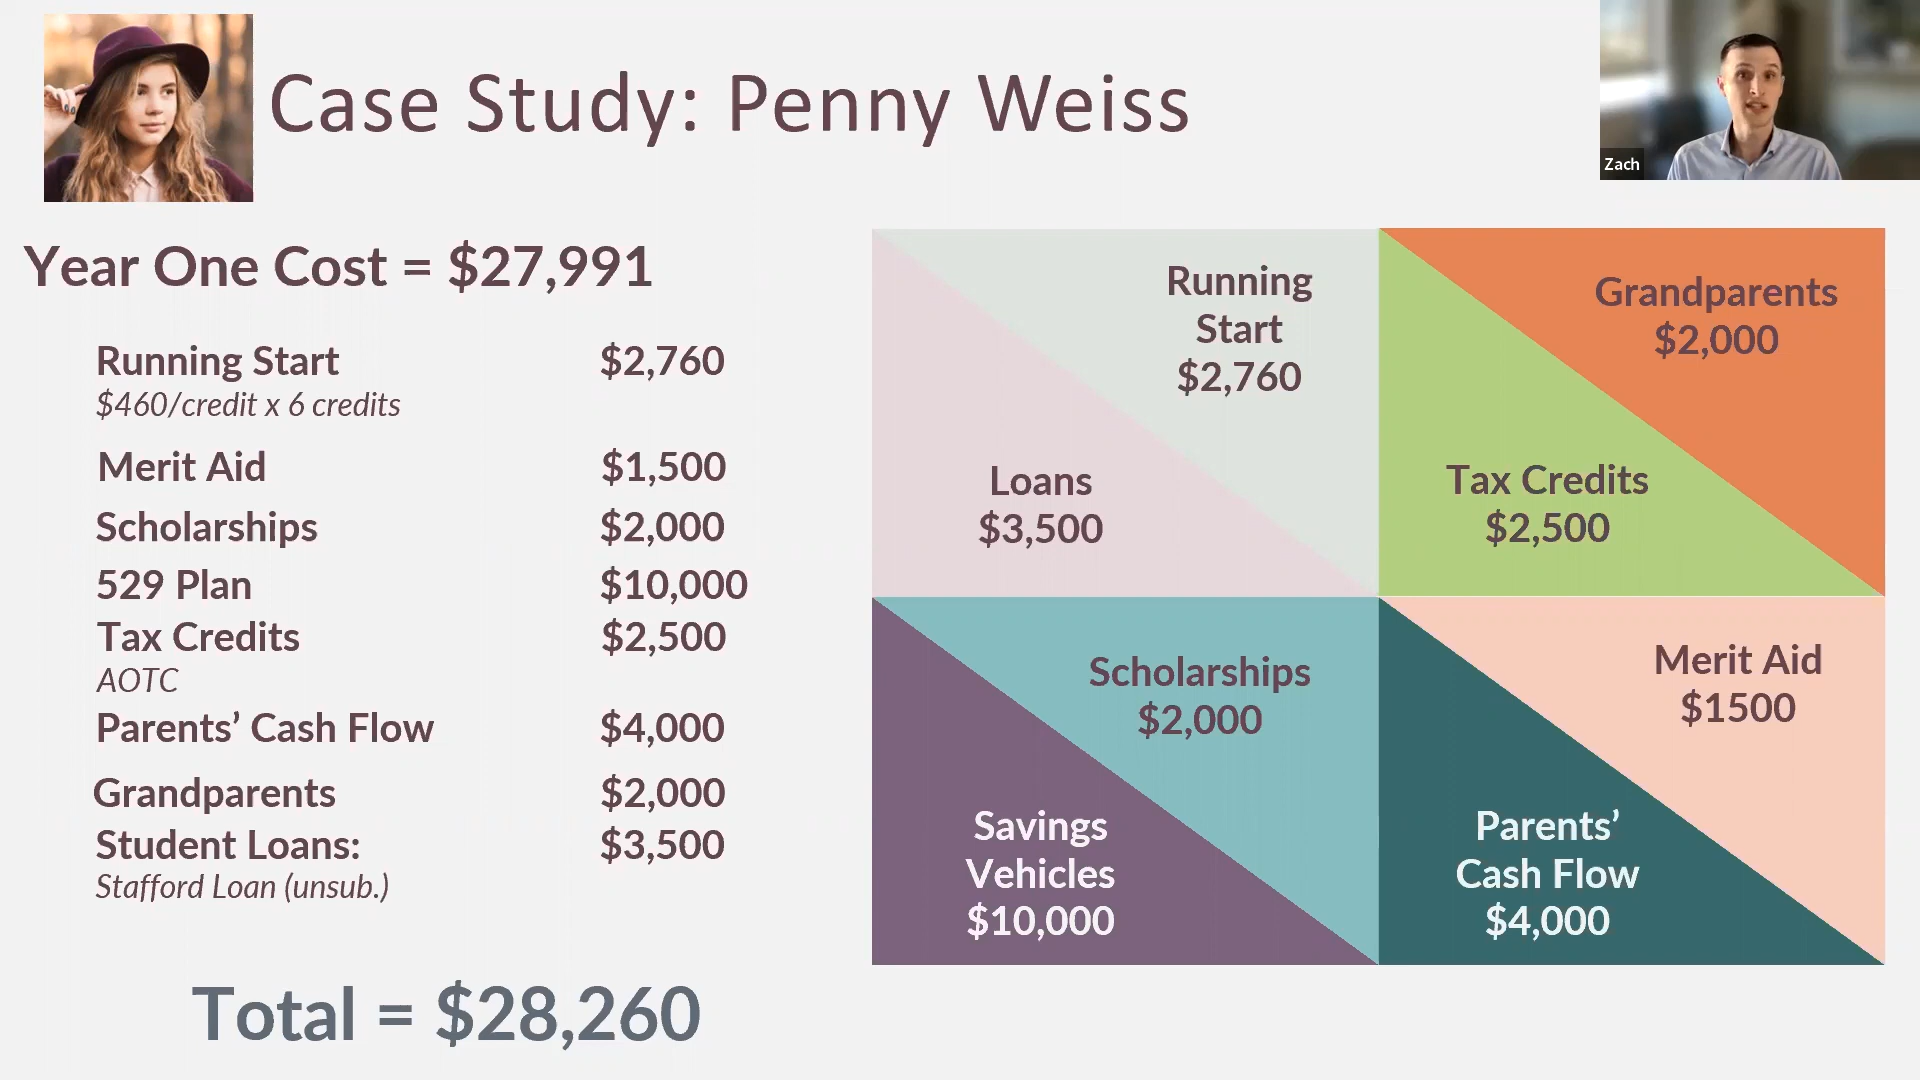 Case Study: Penny Weiss
Zach
Year One Cost = $27,991
Running Start $2,760
$460/credit x 6 credits
Merit Aid $1,500
Scholarships $2,000
529 Plan $10,000
Tax Credits $2,500
AOTC
Parents’ Cash Flow $4,000
Grandparents $2,000
Student Loans: $3,500
Stafford Loan (unsub.)
Total = $28,260
Running
Start
$2,760
Loans
$3,500
Grandparents
$2,000
Tax Credits
$2,500
Scholarships
$2,000
Savings
Vehicles
$10,000
Merit Aid
$1500
Parents’
Cash Flow
$4,000